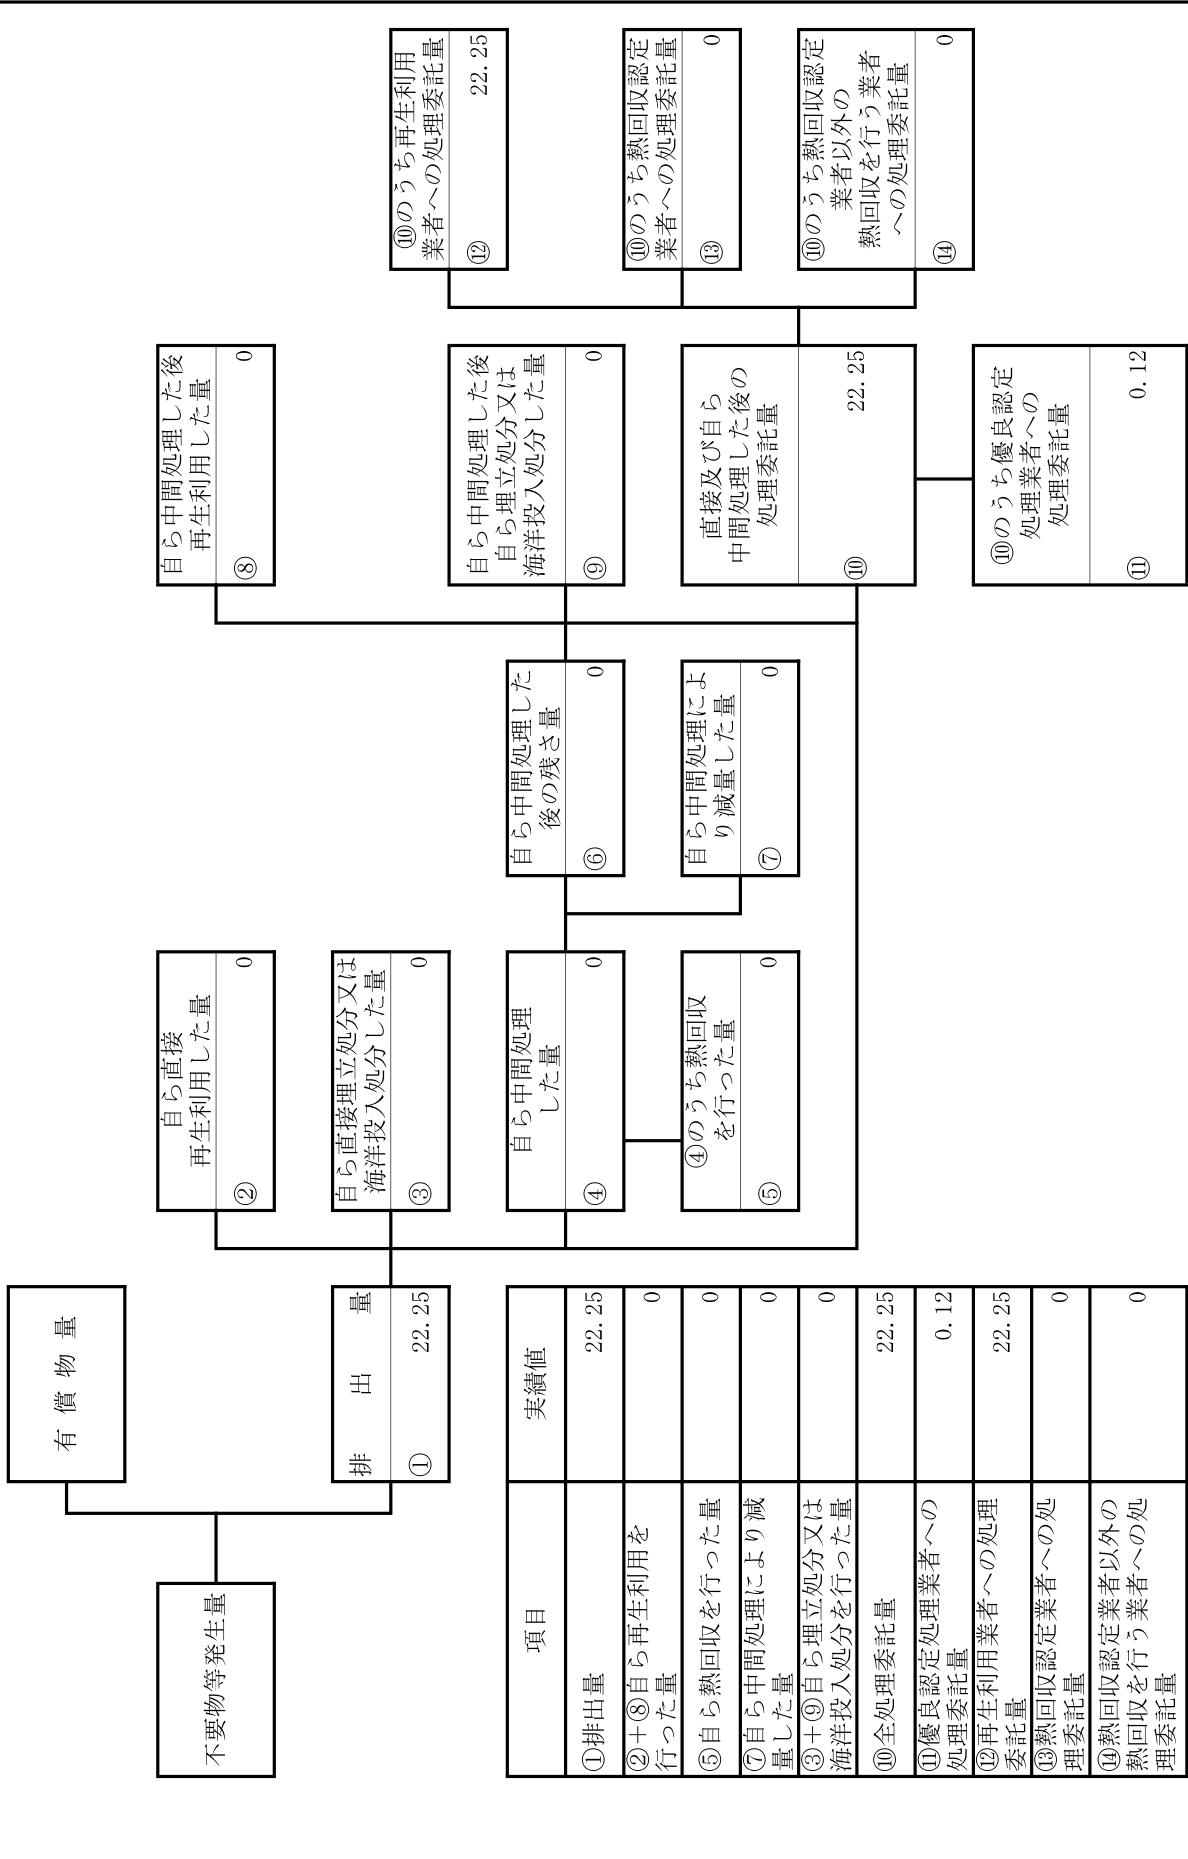 有 償 物 量
不要物等発生量
排 出 量
① 22.25
自ら直接
再生利用した量
② 0
自ら直接埋立処分又は
海洋投入処分した量
③ 0
自ら中間処理
した量
④ 0
④のうち熱回収
を行った量
⑤ 0
自ら中間処理した
後の残さ量
⑥ 0
自ら中間処理によ
り減量した量
⑦ 0
自ら中間処理した後
再生利用した量
⑧ 0
自ら中間処理した後
自ら埋立処分又は
海洋投入処分した量
⑨ 0
直接及び自ら
中間処理した後の
処理委託量
⑩ 22.25
⑩のうち優良認定
処理業者への
処理委託量
⑪ 0.12
⑩のうち再生利用
業者への処理委託量
⑫ 22.25
⑩のうち熱回収認定
業者への処理委託量
⑬ 0
⑩のうち熱回収認定
業者以外の
熱回収を行う業者
への処理委託量
⑭ 0
項目 実績値
①排出量 22.25
②＋⑧自ら再生利用を
行った量 0
⑤自ら熱回収を行った量 0
⑦自ら中間処理により減
量した量 0
③＋⑨自ら埋立処分又は
海洋投入処分を行った量 0
⑩全処理委託量 22.25
⑪優良認定処理業者への
処理委託量 0.12
⑫再生利用業者への処理
委託量 22.25
⑬熱回収認定業者への処
理委託量 0
⑭熱回収認定業者以外の
熱回収を行う業者への処
理委託量 0